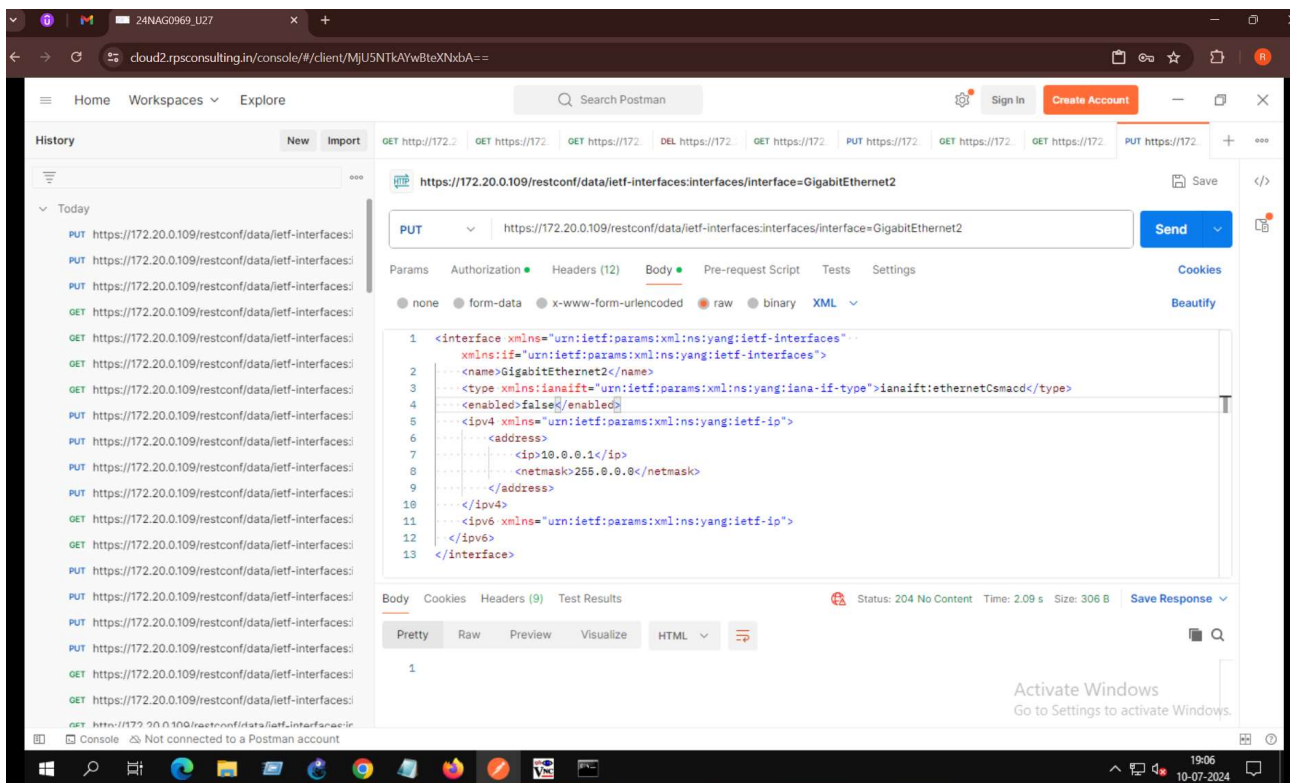 24NAG0969_U27
cloud2.rpsconsulting.in/console/#/client/MjU5NTkAYwBteXNxbA==
Home Workspaces Explore Search Postman Sign In Create Account
History New Import GET http://172.2 GET https://172. GET https://172. DEL https://172. GET https://172. PUT https://172. GET https://172. GET https://172. PUT https://172.
HTTP https://172.20.0.109/restconf/data/ietf-interfaces:interfaces/interface=GigabitEthernet2 Save
Today
PUT https://172.20.0.109/restconf/data/ietf-interfaces:interfaces/interface=GigabitEthernet2 Send
Params Authorization Headers (12) Body Pre-request Script Tests Settings Cookies
none form-data x-www-form-urlencoded raw binary XML Beautify
PUT https://172.20.0.109/restconf/data/ietf-interfaces:i
PUT https://172.20.0.109/restconf/data/ietf-interfaces:i
PUT https://172.20.0.109/restconf/data/ietf-interfaces:i
GET https://172.20.0.109/restconf/data/ietf-interfaces:i
GET https://172.20.0.109/restconf/data/ietf-interfaces:i
GET https://172.20.0.109/restconf/data/ietf-interfaces:i
GET https://172.20.0.109/restconf/data/ietf-interfaces:i
PUT https://172.20.0.109/restconf/data/ietf-interfaces:i
PUT https://172.20.0.109/restconf/data/ietf-interfaces:i
PUT https://172.20.0.109/restconf/data/ietf-interfaces:i
PUT https://172.20.0.109/restconf/data/ietf-interfaces:i
GET https://172.20.0.109/restconf/data/ietf-interfaces:i
GET https://172.20.0.109/restconf/data/ietf-interfaces:i
PUT https://172.20.0.109/restconf/data/ietf-interfaces:i
PUT https://172.20.0.109/restconf/data/ietf-interfaces:i
PUT https://172.20.0.109/restconf/data/ietf-interfaces:i
PUT https://172.20.0.109/restconf/data/ietf-interfaces:i
GET https://172.20.0.109/restconf/data/ietf-interfaces:i
GET https://172.20.0.109/restconf/data/ietf-interfaces:i
GET http://172.20.0.109/restconf/data/ietf-interfaces:in
1 <interface xmlns="urn:ietf:params:xml:ns:yang:ietf-interfaces"
xmlns:if="urn:ietf:params:xml:ns:yang:ietf-interfaces">
2 <name>GigabitEthernet2</name>
3 <type xmlns:ianaift="urn:ietf:params:xml:ns:yang:iana-if-type">ianaift:ethernetCsmacd</type>
4 <enabled>false</enabled>
5 <ipv4 xmlns="urn:ietf:params:xml:ns:yang:ietf-ip">
6 <address>
7 <ip>10.0.0.1</ip>
8 <netmask>255.0.0.0</netmask>
9 </address>
10 </ipv4>
11 <ipv6 xmlns="urn:ietf:params:xml:ns:yang:ietf-ip">
12 </ipv6>
13 </interface>
Body Cookies Headers (9) Test Results Status: 204 No Content Time: 2.09 s Size: 306 B Save Response
Pretty Raw Preview Visualize HTML
1
Activate Windows
Go to Settings to activate Windows.
Console Not connected to a Postman account
19:06
10-07-2024